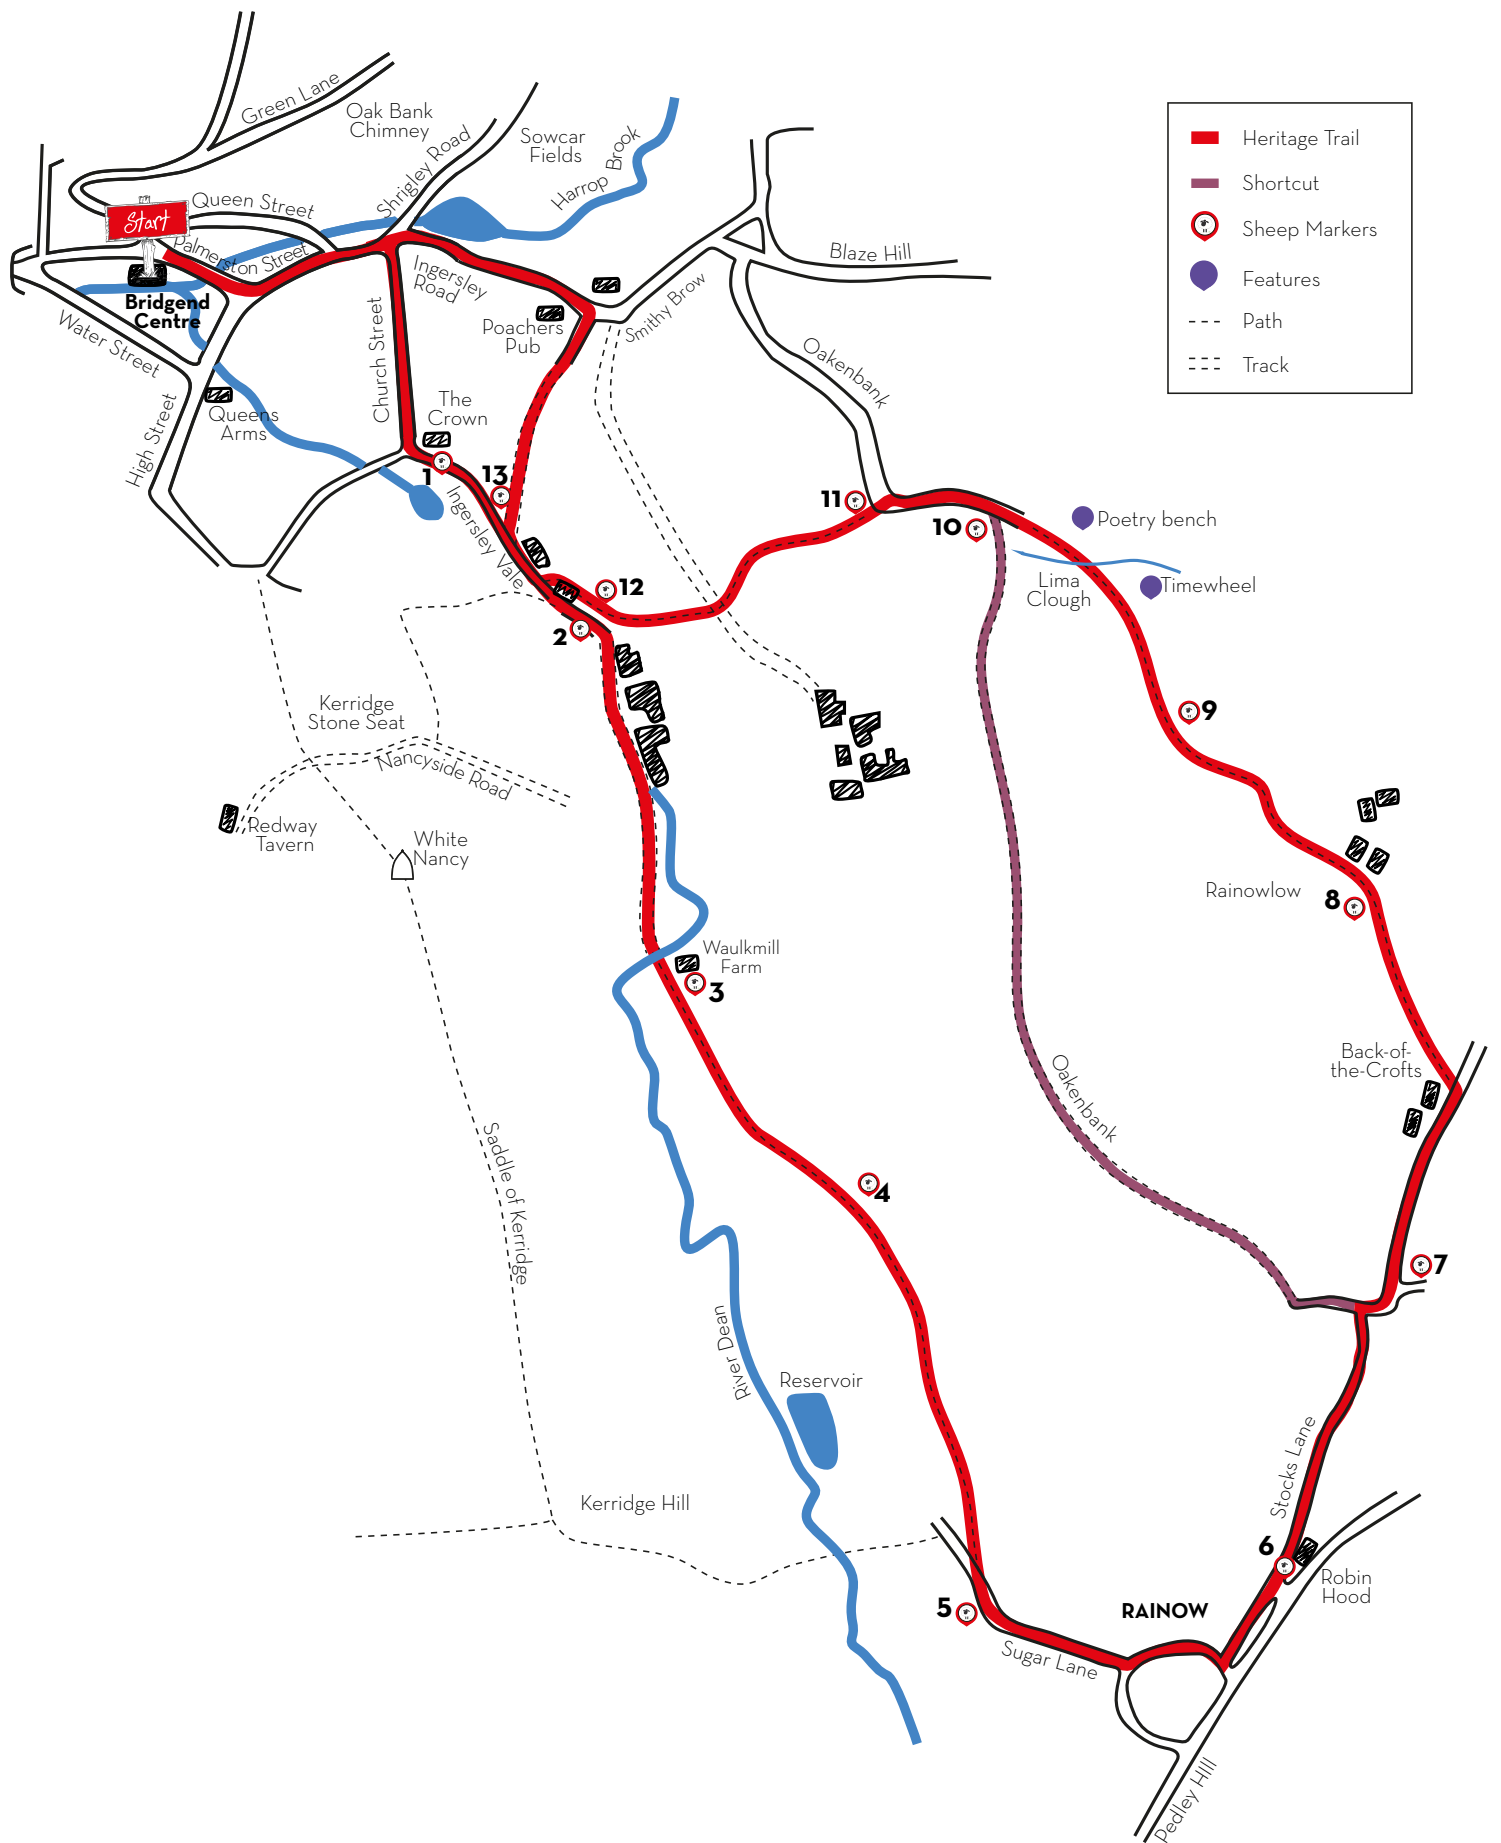 Green Lane
Oak Bank
Chimney
Shrigley Road
Sowcar
Fields
Harrop Brook
Heritage Trail
Shortcut
Sheep Markers
Features
Path
Track
Start
Queen Street
Palmerston Street
Bridgend
Centre
Water Street
Ingersley
Road
Poachers
Pub
Smithy Brow
Blaze Hill
Oakenbank
Church Street
The
Crown
Queens
Arms
High Street
1
13
Ingersley Vale
11
10
Poetry bench
Lima
Clough
Timewheel
12
2
Kerridge
Stone Seat
Nancyside Road
9
Redway
Tavern
White
Nancy
Rainowlow
8
Waulkmill
Farm
3
Back-of-
the-Crofts
Oakenbank
Saddle of Kerridge
4
7
River Dean
Reservoir
Stocks Lane
Kerridge Hill
6
Robin
Hood
5
RAINOW
Sugar Lane
Pedley HIll